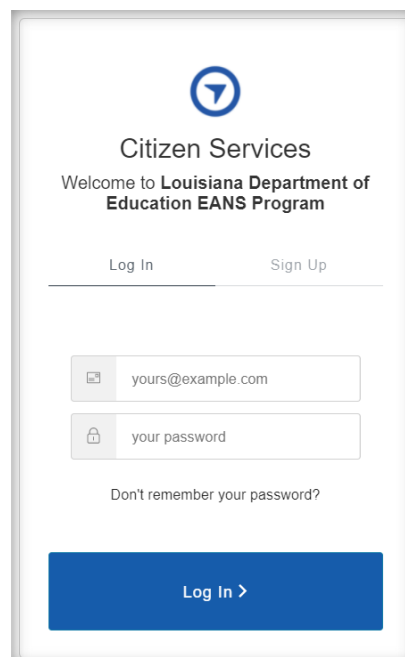 Citizen Services
Welcome to Louisiana Department of
Education EANS Program
Log In Sign Up
yours@example.com
your password
Don't remember your password?
Log In